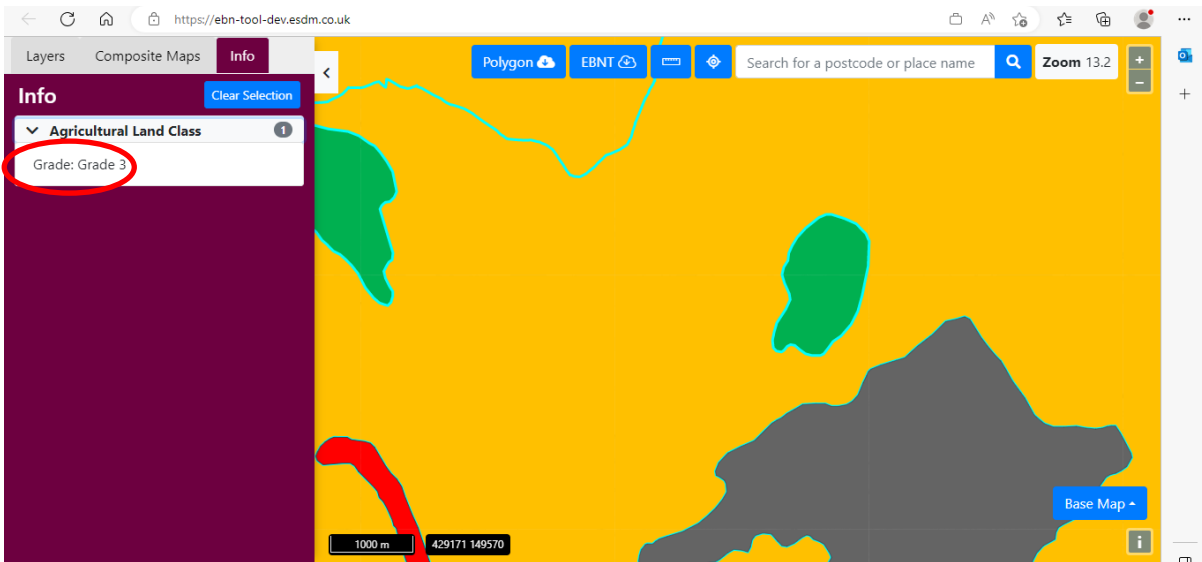 https://ebn-tool-dev.esdm.co.uk
Layers Composite Maps Info
Polygon EBNT Search for a postcode or place name Zoom 13.2 +
−
Info Clear Selection
Agricultural Land Class 1
Grade: Grade 3
Base Map
1000 m 429171 149570
i